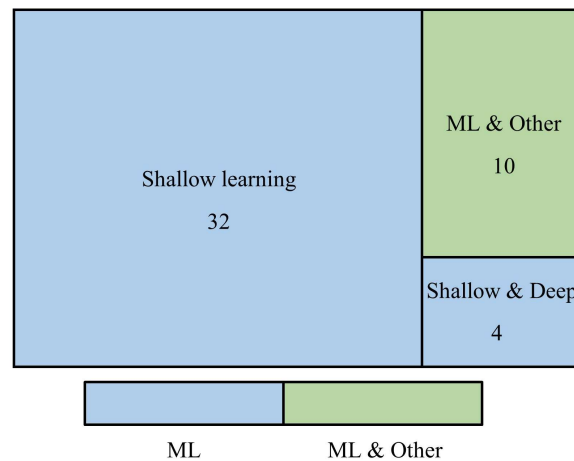 Shallow learning
32
ML & Other
10
Shallow & Deep
4
ML
ML & Other